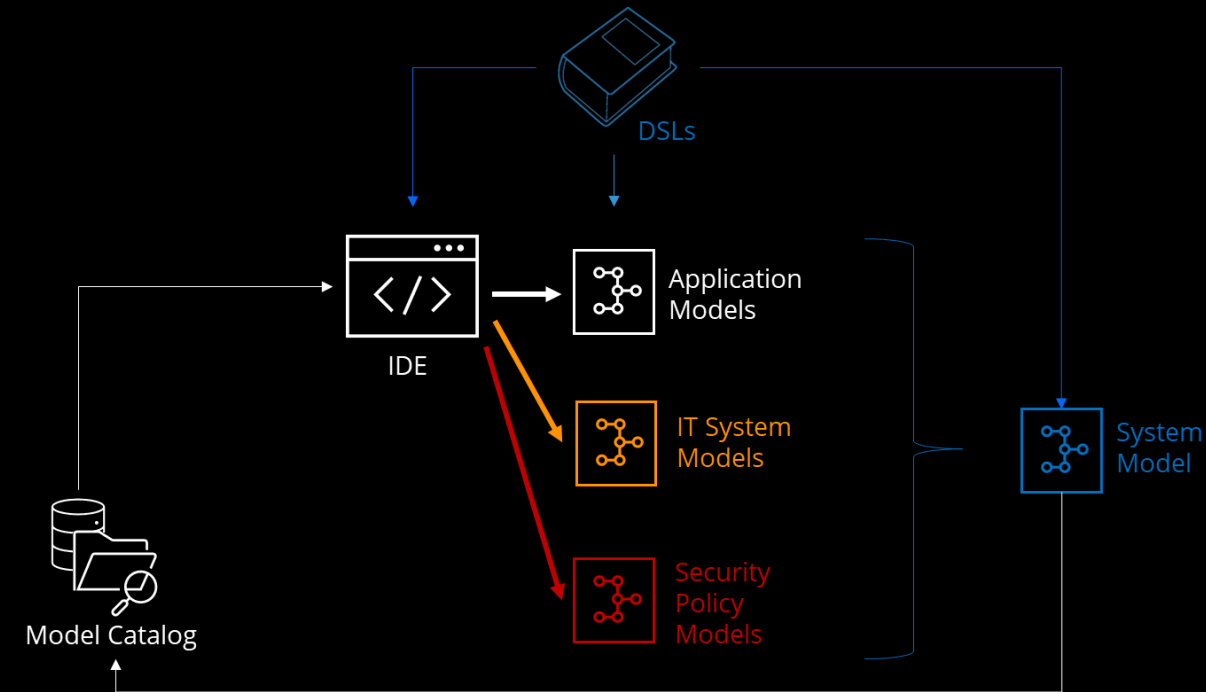 DSLs
</>
IDE
Application
Models
IT System
Models
Security
Policy
Models
System
Model
Model Catalog